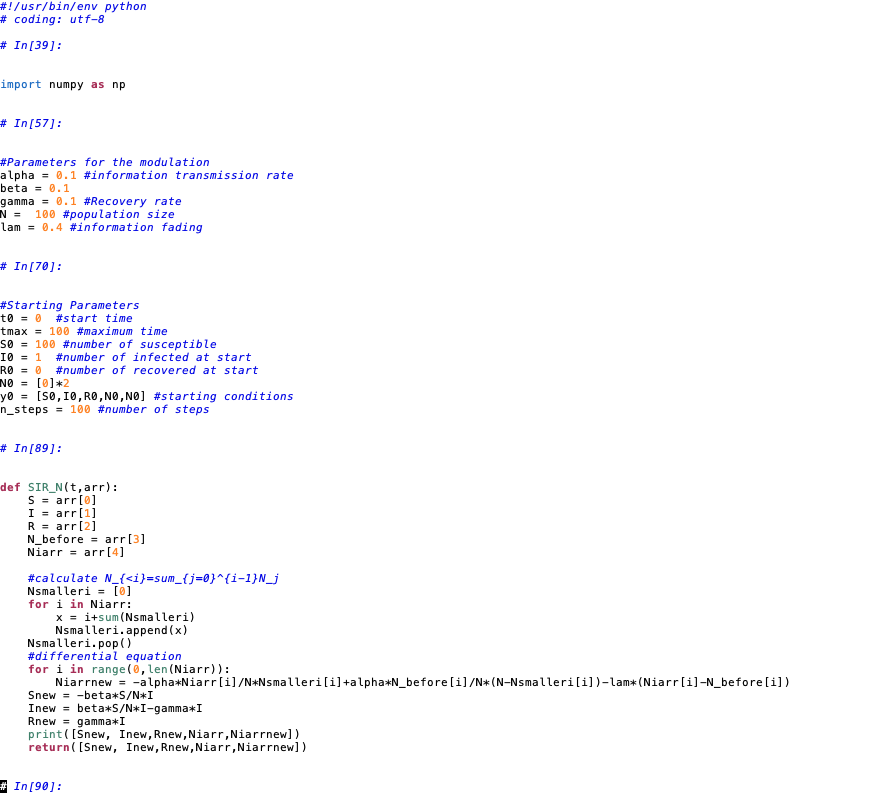 #!/usr/bin/env python
# coding: utf-8
# In[39]:
import numpy as np
# In[57]:
#Parameters for the modulation
alpha = 0.1 #information transmission rate
beta = 0.1
gamma = 0.1 #Recovery rate
N =  100 #population size
lam = 0.4 #information fading
# In[70]:
#Starting Parameters
t0 = 0  #start time
tmax = 100 #maximum time
S0 = 100 #number of susceptible
I0 = 1  #number of infected at start
R0 = 0  #number of recovered at start
N0 = [0]*2
y0 = [S0,I0,R0,N0,N0] #starting conditions
n_steps = 100 #number of steps
# In[89]:
def SIR_N(t,arr):
    S = arr[0]
    I = arr[1]
    R = arr[2]
    N_before = arr[3]
    Niarr = arr[4]
    #calculate N_{<i}=sum_{j=0}^{i-1}N_j
    Nsmalleri = [0]
    for i in Niarr:
        x = i+sum(Nsmalleri)
        Nsmalleri.append(x)
    Nsmalleri.pop()
    #differential equation
    for i in range(0,len(Niarr)):
        Niarrnew = -alpha*Niarr[i]/N*Nsmalleri[i]+alpha*N_before[i]/N*(N-Nsmalleri[i])-lam*(Niarr[i]-N_before[i])
    Snew = -beta*S/N*I
    Inew = beta*S/N*I-gamma*I
    Rnew = gamma*I
    print([Snew, Inew,Rnew,Niarr,Niarrnew])
    return([Snew, Inew,Rnew,Niarr,Niarrnew])
# In[90]: